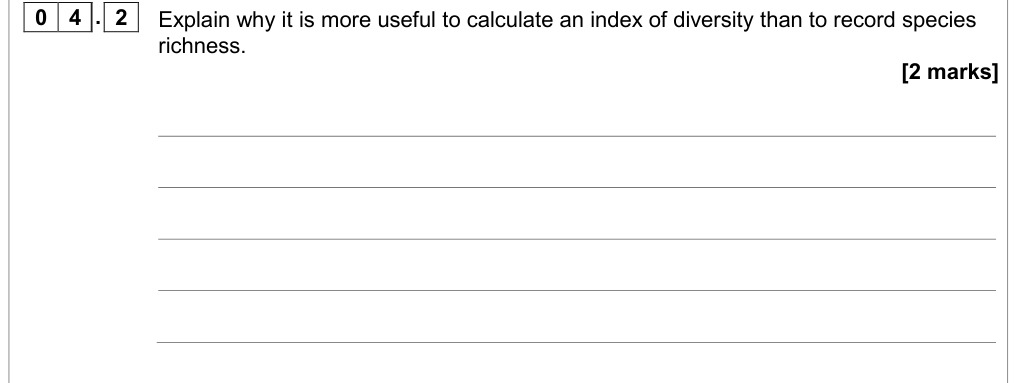 0 4 . 2 Explain why it is more useful to calculate an index of diversity than to record species
richness.
[2 marks]